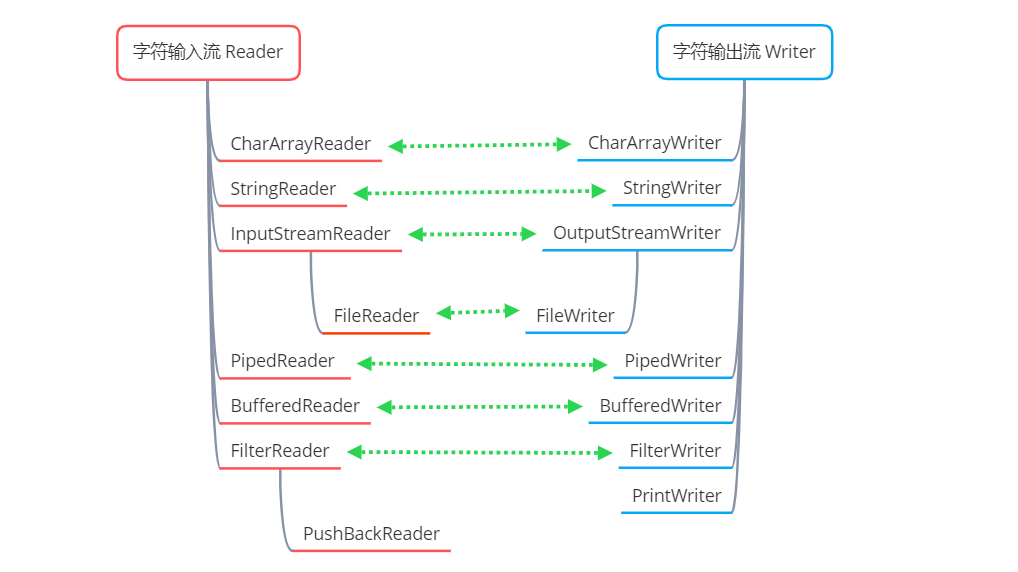 字符输入流 Reader
字符输出流 Writer
CharArrayReader
CharArrayWriter
StringReader
StringWriter
InputStreamReader
OutputStreamWriter
FileReader
FileWriter
PipedReader
PipedWriter
BufferedReader
BufferedWriter
FilterReader
FilterWriter
PrintWriter
PushBackReader